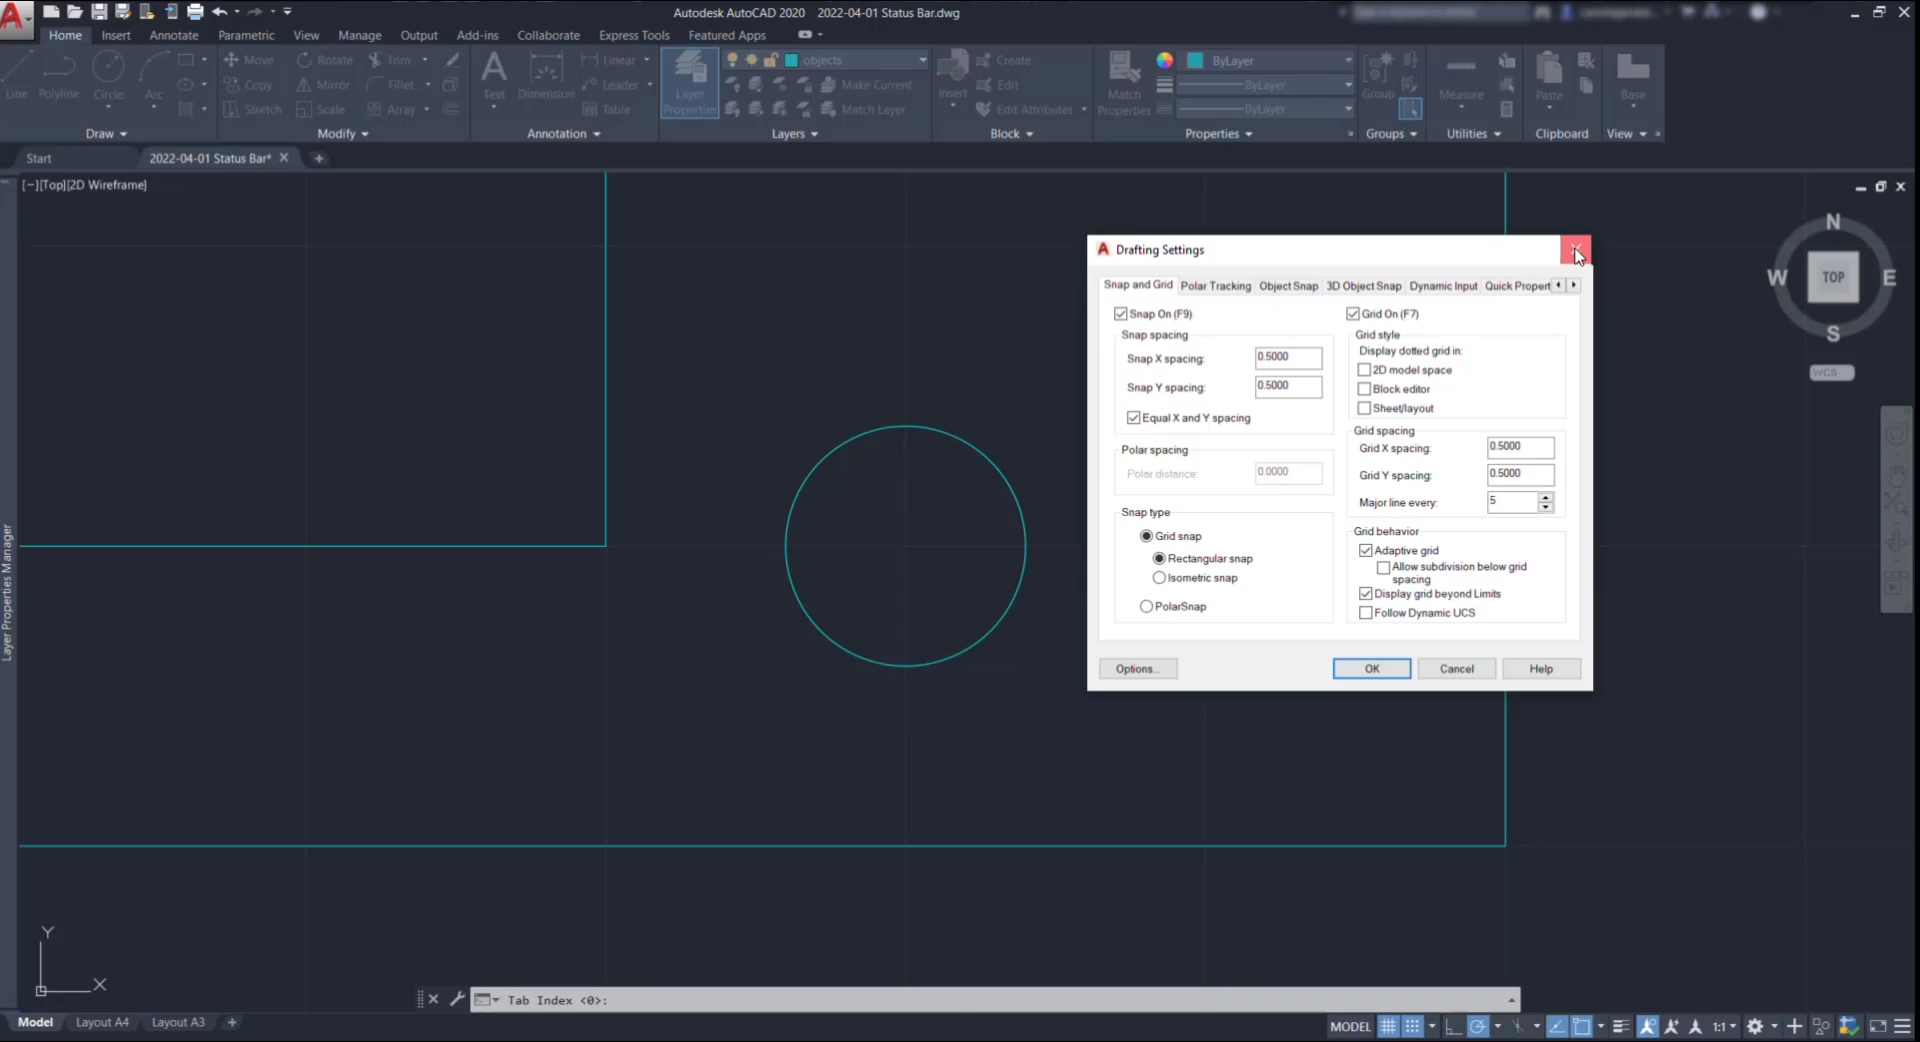 Autodesk AutoCAD 2020 2022-04-01 Status Bar.dwg
Home Insert Annotate Parametric View Manage Output Add-ins Collaborate Express Tools Featured Apps
Line Polyline Circle Arc
Draw
Move Rotate Trim
Copy Mirror Fillet
Stretch Scale Array
Modify
Text Dimension
Linear
Leader
Table
Annotation
Layer
Properties
objects
Make Current
Match Layer
Layers
Insert
Create
Edit
Edit Attributes
Block
Match
Properties
ByLayer
ByLayer
ByLayer
Properties
Group
Groups
Measure
Utilities
Paste
Clipboard
Base
View
Start 2022-04-01 Status Bar*
[−][Top][2D Wireframe]
N
W TOP E
S
WCS
Layer Properties Manager
Drafting Settings
Snap and Grid Polar Tracking Object Snap 3D Object Snap Dynamic Input Quick Propert
Snap On (F9)
Snap spacing
Snap X spacing: 0.5000
Snap Y spacing: 0.5000
Equal X and Y spacing
Polar spacing
Polar distance: 0.0000
Snap type
Grid snap
Rectangular snap
Isometric snap
PolarSnap
Grid On (F7)
Grid style
Display dotted grid in:
2D model space
Block editor
Sheet/layout
Grid spacing
Grid X spacing: 0.5000
Grid Y spacing: 0.5000
Major line every: 5
Grid behavior
Adaptive grid
Allow subdivision below grid
spacing
Display grid beyond Limits
Follow Dynamic UCS
Options... OK Cancel Help
Y
X
Tab Index <0>:
Model Layout A4 Layout A3
MODEL 1:1